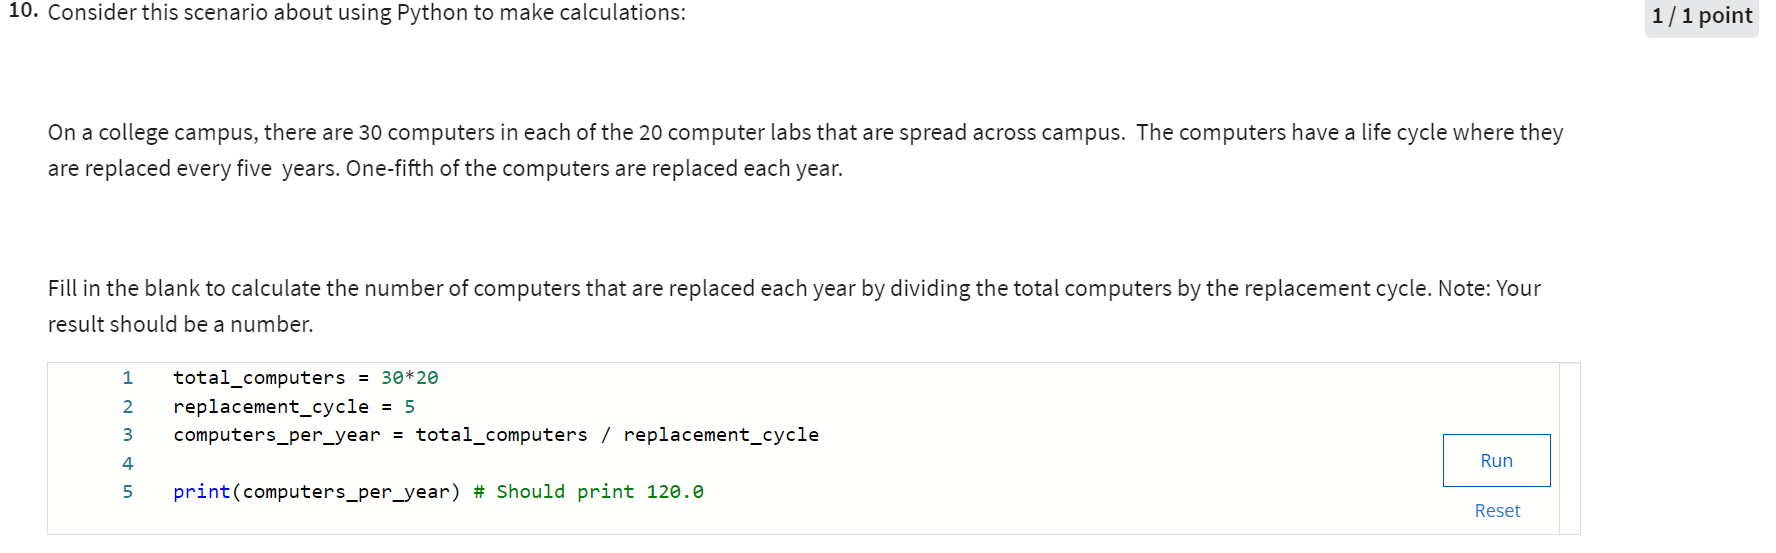 10. Consider this scenario about using Python to make calculations:
1 / 1 point
On a college campus, there are 30 computers in each of the 20 computer labs that are spread across campus.  The computers have a life cycle where they
are replaced every five  years. One-fifth of the computers are replaced each year.
Fill in the blank to calculate the number of computers that are replaced each year by dividing the total computers by the replacement cycle. Note: Your
result should be a number.
1 total_computers = 30*20
2 replacement_cycle = 5
3 computers_per_year = total_computers / replacement_cycle
4
5 print(computers_per_year) # Should print 120.0
Run
Reset